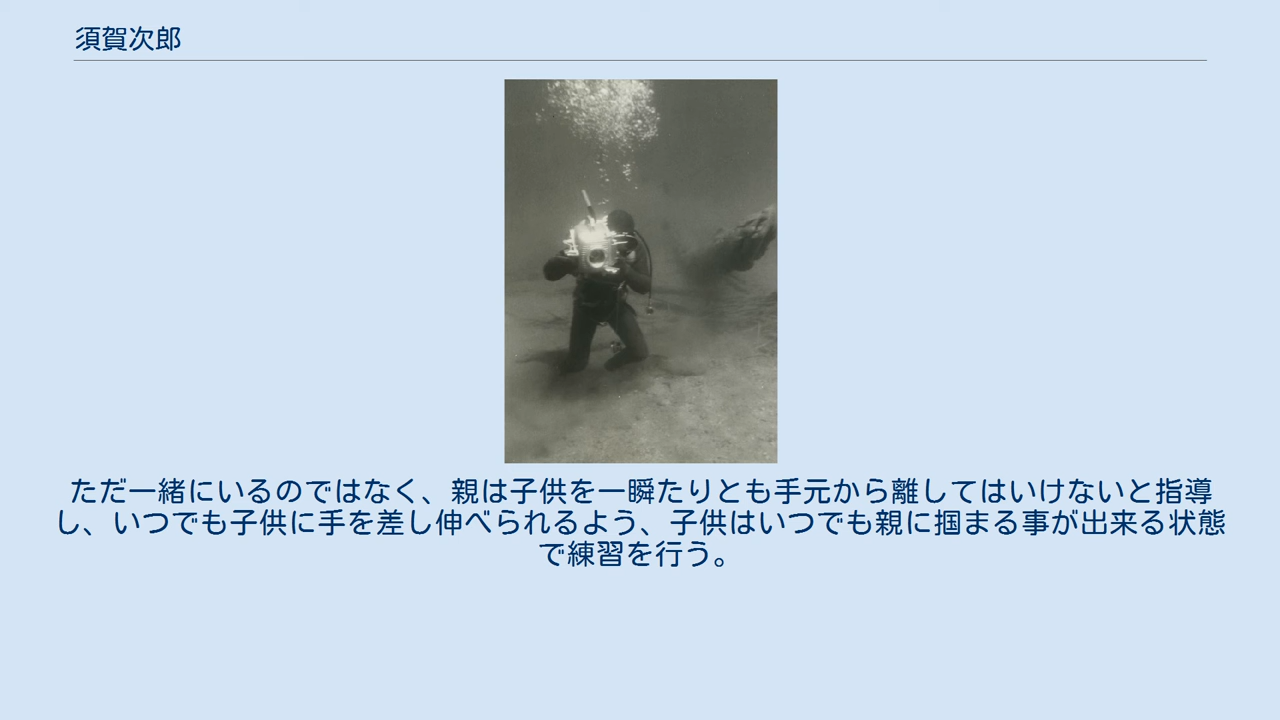 須賀次郎
ただ一緒にいるのではなく、親は子供を一瞬たりとも手元から離してはいけないと指導
し、いつでも子供に手を差し伸べられるよう、子供はいつでも親に掴まる事が出来る状態
で練習を行う。